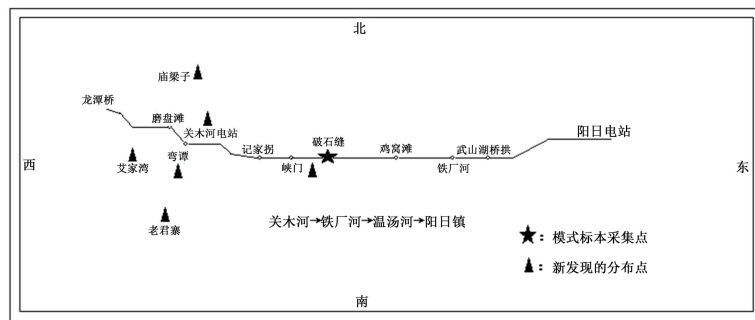 北
庙梁子
龙潭桥
磨盘滩
关木河电站
记家拐
破石缝
鸡窝滩
武山湖桥拱
阳日电站
西
艾家湾
弯谭
峡门
铁厂河
东
老君寨
关木河→铁厂河→温汤河→阳日镇
★：模式标本采集点
▲：新发现的分布点
南